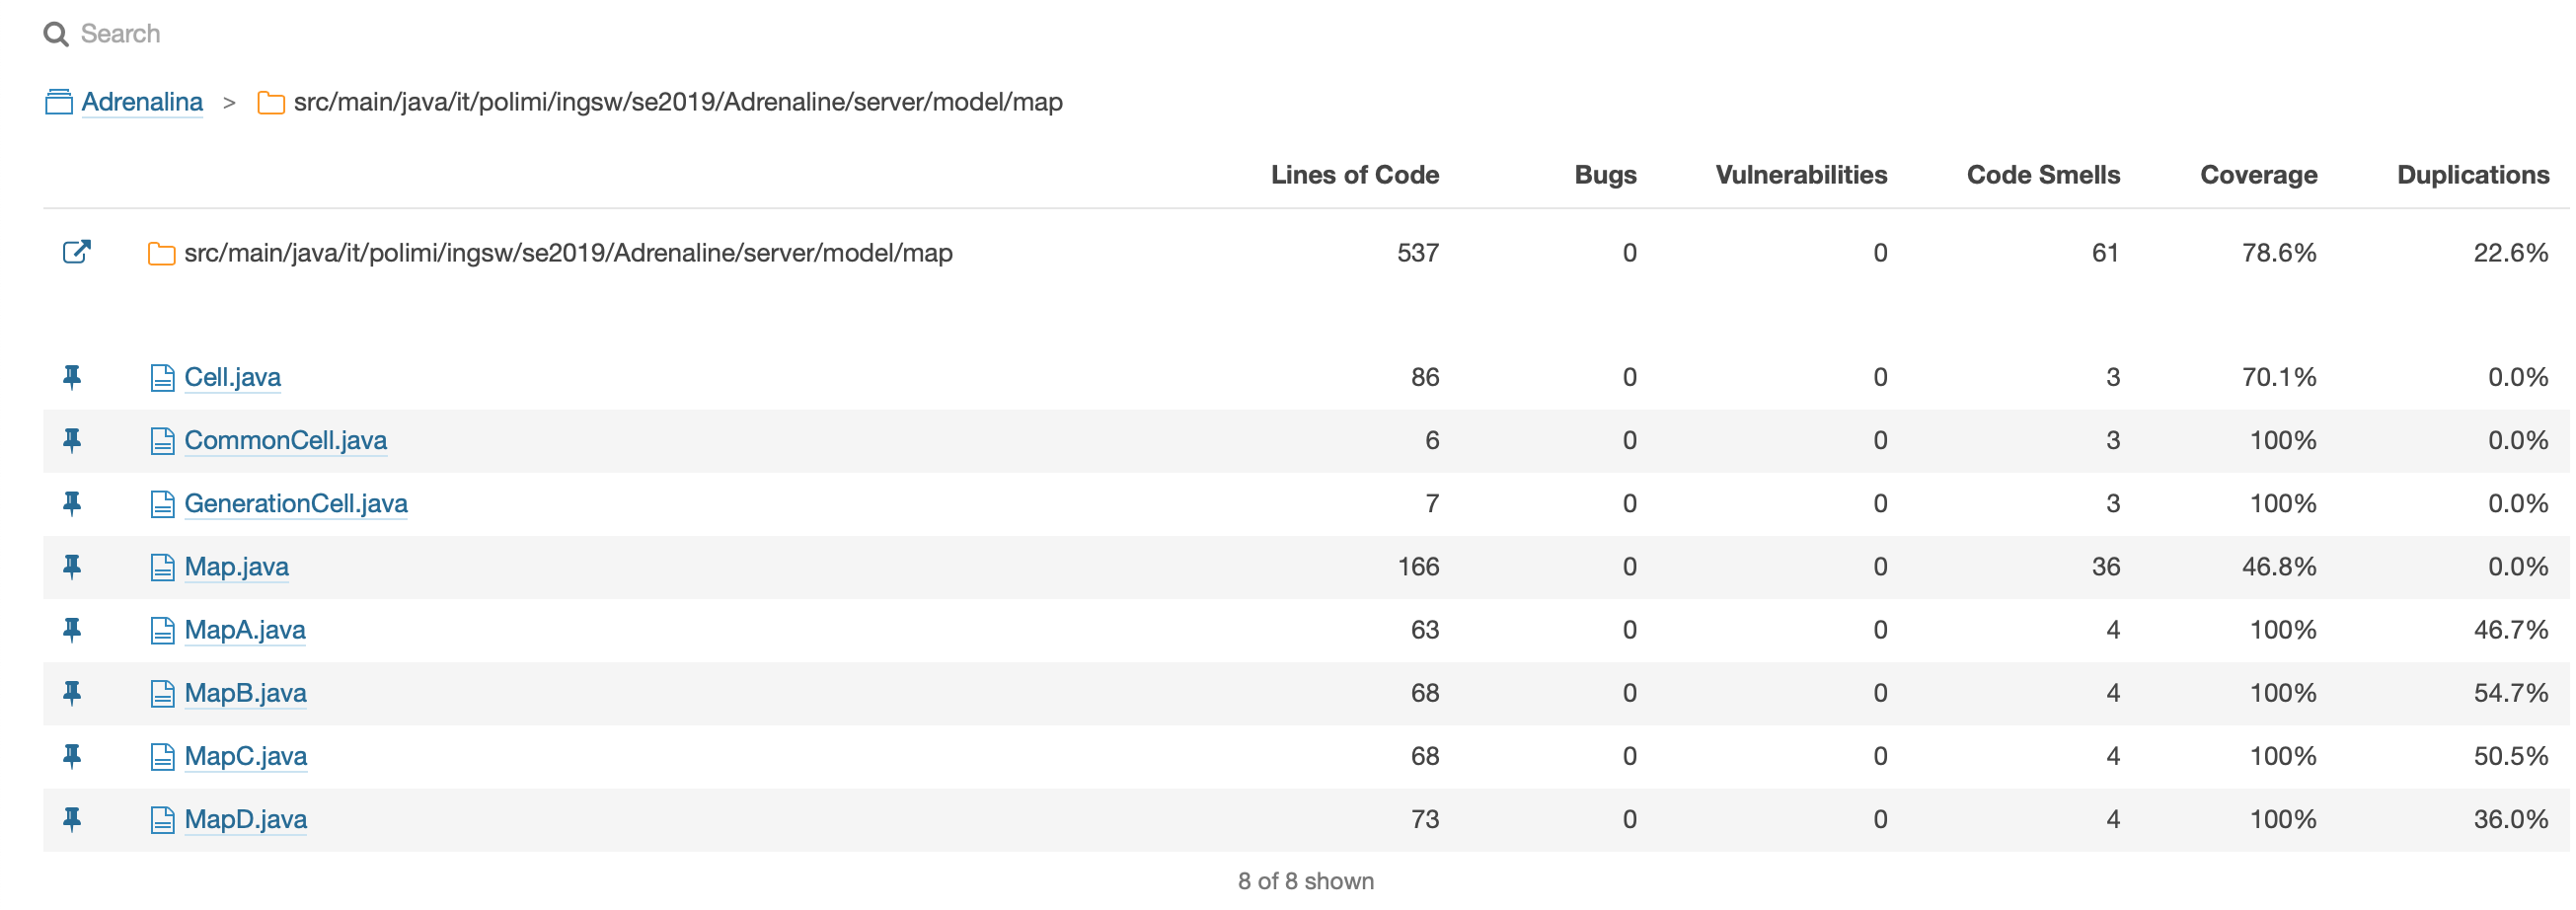 Search
Adrenalina > src/main/java/it/polimi/ingsw/se2019/Adrenaline/server/model/map
Lines of Code Bugs Vulnerabilities Code Smells Coverage Duplications
src/main/java/it/polimi/ingsw/se2019/Adrenaline/server/model/map 537 0 0 61 78.6% 22.6%
Cell.java 86 0 0 3 70.1% 0.0%
CommonCell.java 6 0 0 3 100% 0.0%
GenerationCell.java 7 0 0 3 100% 0.0%
Map.java 166 0 0 36 46.8% 0.0%
MapA.java 63 0 0 4 100% 46.7%
MapB.java 68 0 0 4 100% 54.7%
MapC.java 68 0 0 4 100% 50.5%
MapD.java 73 0 0 4 100% 36.0%
8 of 8 shown